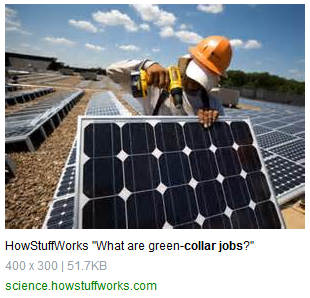 HowStuffWorks "What are green-collar jobs?"
400 x 300 | 51.7KB
science.howstuffworks.com